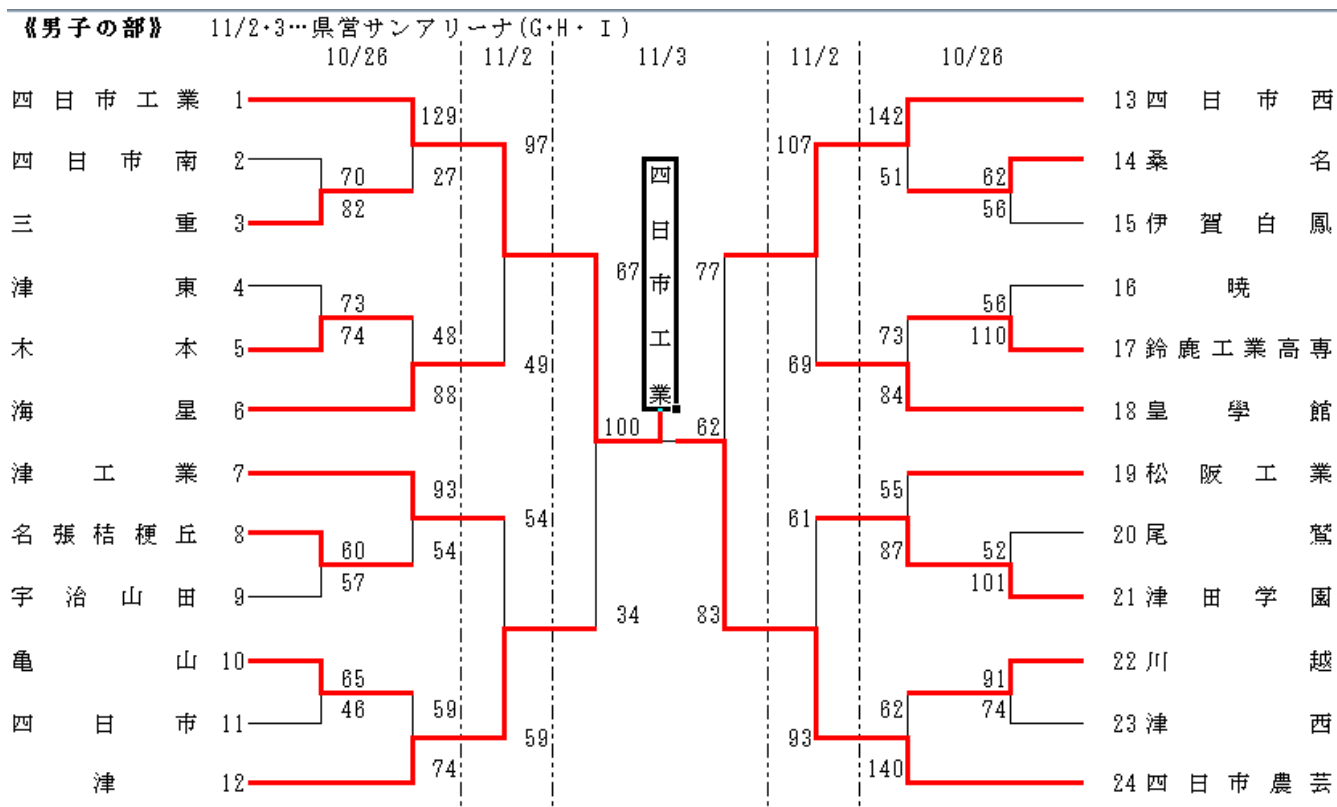 《男子の部》 11/2・3…県営サンアリーナ(G・H・I)
10/26 11/2 11/3 11/2 10/26
四日市工業 1 129 142 13 四日市西
97 107
四日市南 2 70 27 四日市工業 51 62 14 桑名
三重 3 82 56 15 伊賀白鳳
67 77
津東 4 73 56 16 暁
木本 5 74 48 49 69 73 110 17 鈴鹿工業高専
海星 6 88 84 18 皇學館
100 62
津工業 7 93 55 19 松阪工業
54 61
名張桔梗丘 8 60 54 87 52 20 尾鷲
宇治山田 9 57 101 21 津田学園
34 83
亀山 10 65 91 22 川越
四日市 11 46 59 59 93 62 74 23 津西
津 12 74 140 24 四日市農芸